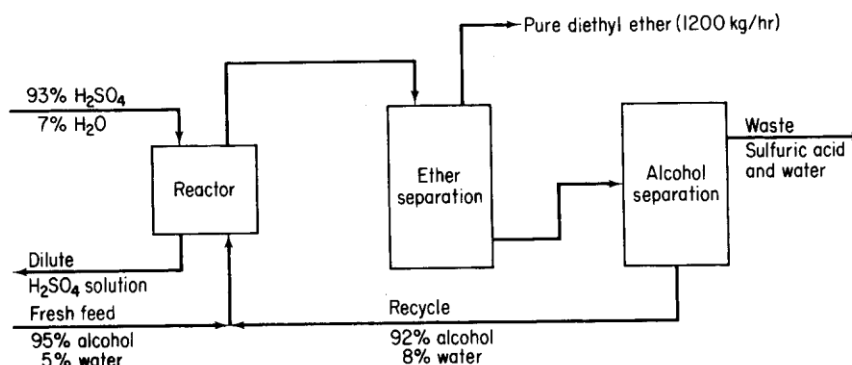 Pure diethyl ether (1200 kg/hr)
93% H₂SO₄
7% H₂O
Reactor
Ether
separation
Alcohol
separation
Waste
Sulfuric acid
and water
Dilute
H₂SO₄ solution
Fresh feed
95% alcohol
5% water
Recycle
92% alcohol
8% water